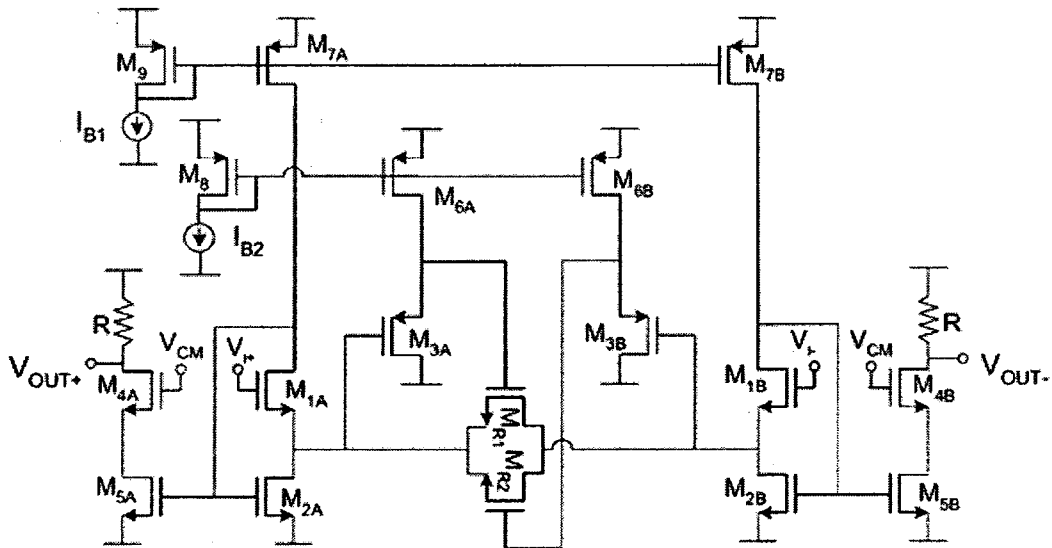 M7A
M7B
M9
IB1
M8
M6A
M6B
IB2
R
VCM
Vi+
M3A
M3B
Vi-
VCM
R
VOUT+
M4A
M1A
M1B
M4B
VOUT-
MR1
MR2
M5A
M2A
M2B
M5B